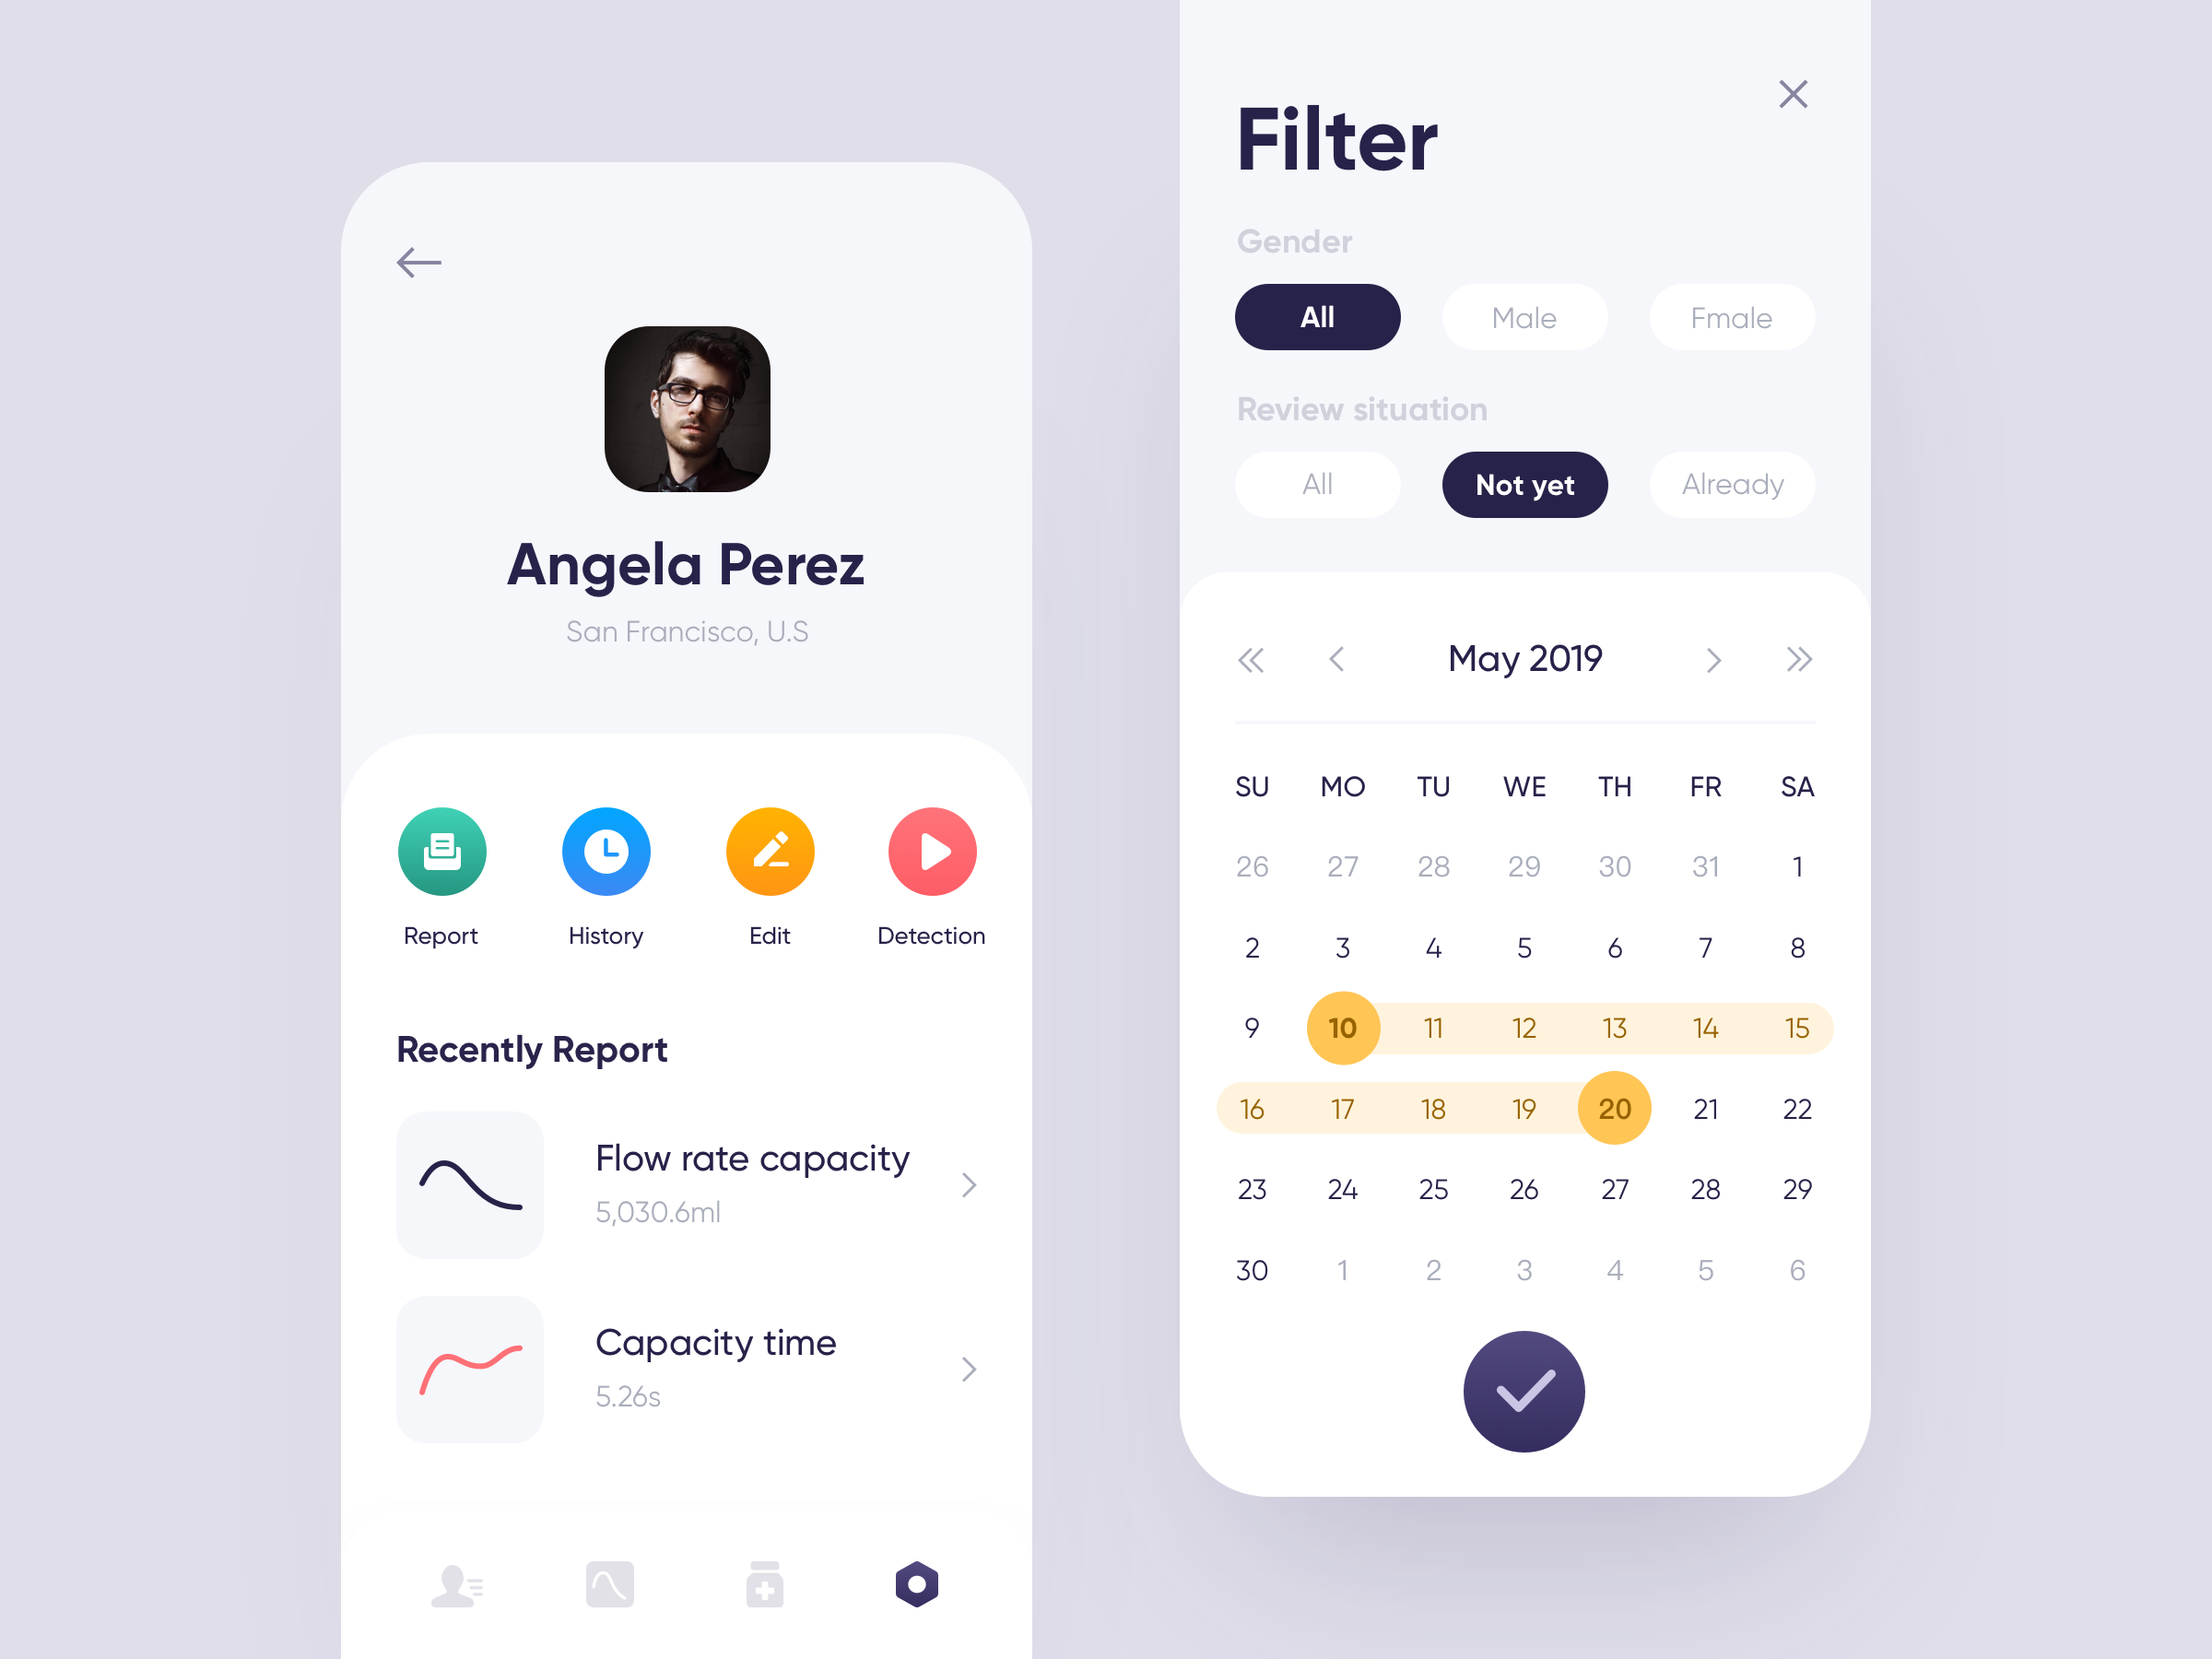 Angela Perez
San Francisco, U.S
Report History Edit Detection
Recently Report
Flow rate capacity
5,030.6ml
Capacity time
5.26s
Filter
Gender
All Male Fmale
Review situation
All Not yet Already
May 2019
SU MO TU WE TH FR SA
26 27 28 29 30 31 1
2 3 4 5 6 7 8
9 10 11 12 13 14 15
16 17 18 19 20 21 22
23 24 25 26 27 28 29
30 1 2 3 4 5 6